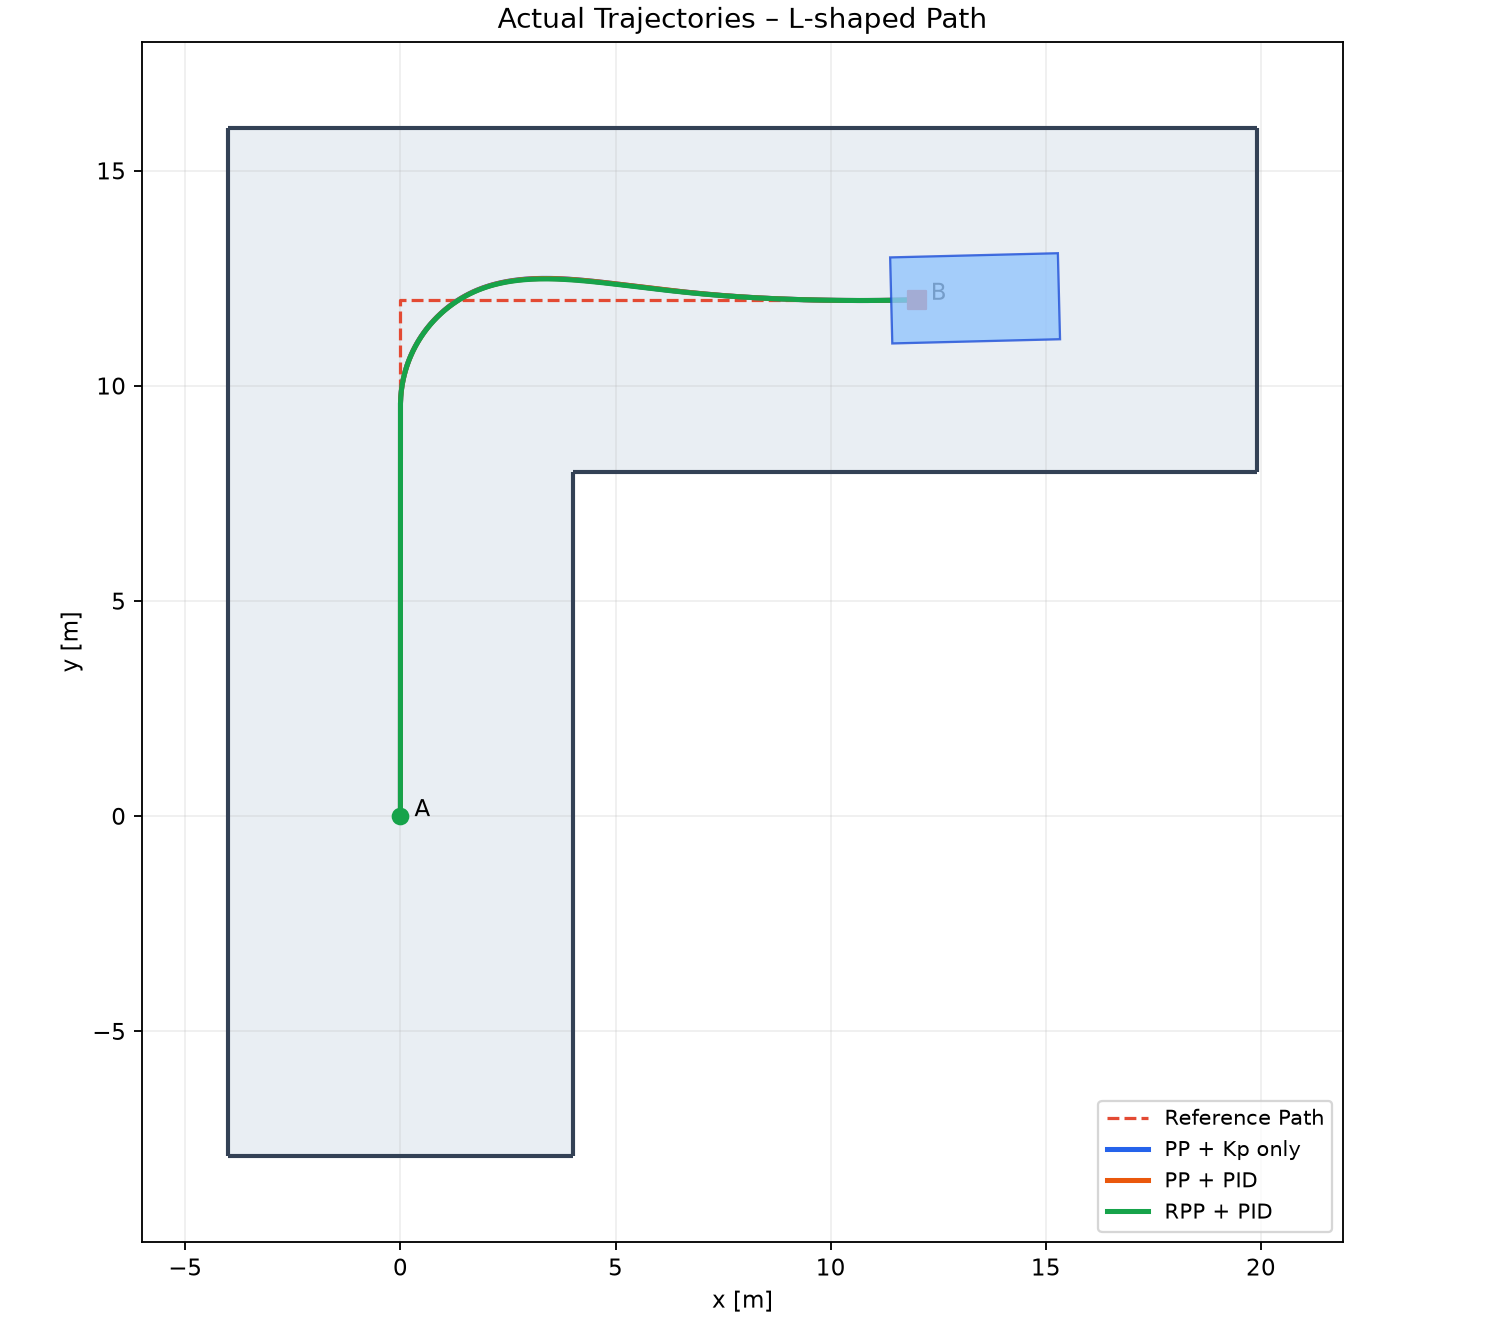 Actual Trajectories – L-shaped Path
y [m]
15
10
5
0
−5
B
A
Reference Path
PP + Kp only
PP + PID
RPP + PID
−5 0 5 10 15 20
x [m]